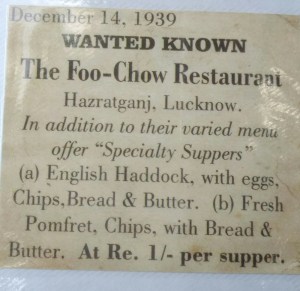 December 14, 1939
WANTED KNOWN
The Foo-Chow Restaurant
Hazratganj, Lucknow.
In addition to their varied menu
offer "Specialty Suppers"
(a) English Haddock, with eggs,
Chips,Bread & Butter. (b) Fresh
Pomfret, Chips, with Bread &
Butter. At Re. 1/- per supper.